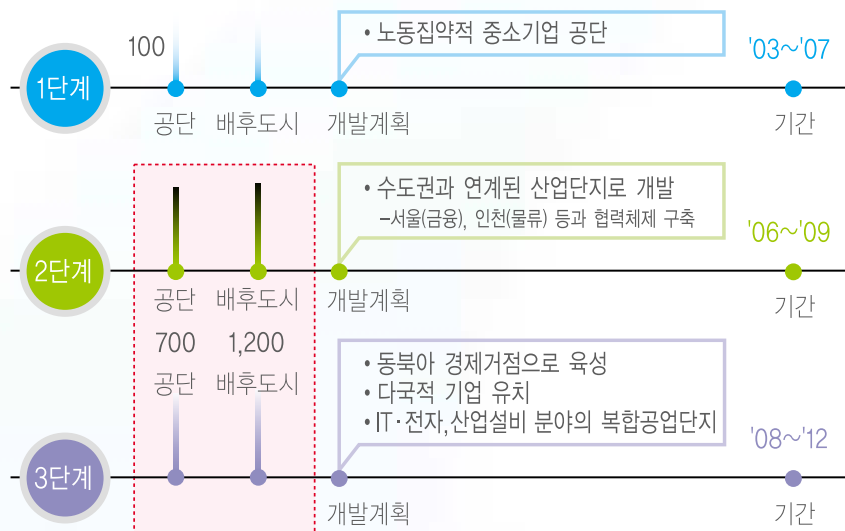 100
• 노동집약적 중소기업 공단
'03~'07
1단계
공단 배후도시 개발계획 기간
• 수도권과 연계된 산업단지로 개발
–서울(금융), 인천(물류) 등과 협력체제 구축
'06~'09
2단계
공단 배후도시 개발계획 기간
700 1,200
공단 배후도시
• 동북아 경제거점으로 육성
• 다국적 기업 유치
• IT·전자,산업설비 분야의 복합공업단지
'08~'12
3단계
개발계획 기간